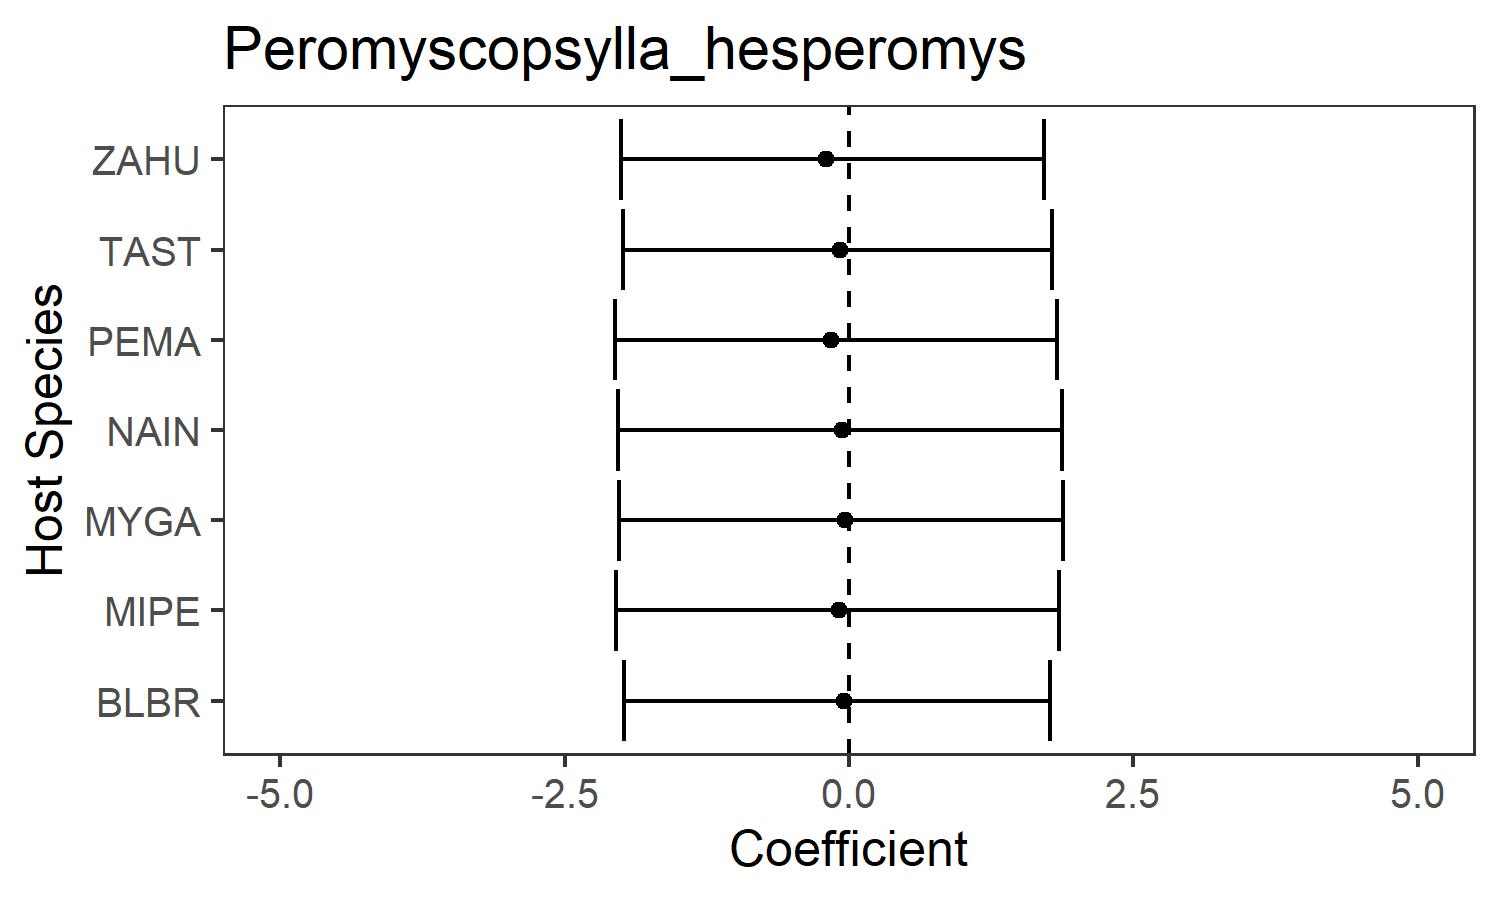 Peromyscopsylla_hesperomys
ZAHU
TAST
PEMA
NAIN
MYGA
MIPE
BLBR
Host Species
-5.0 -2.5 0.0 2.5 5.0
Coefficient